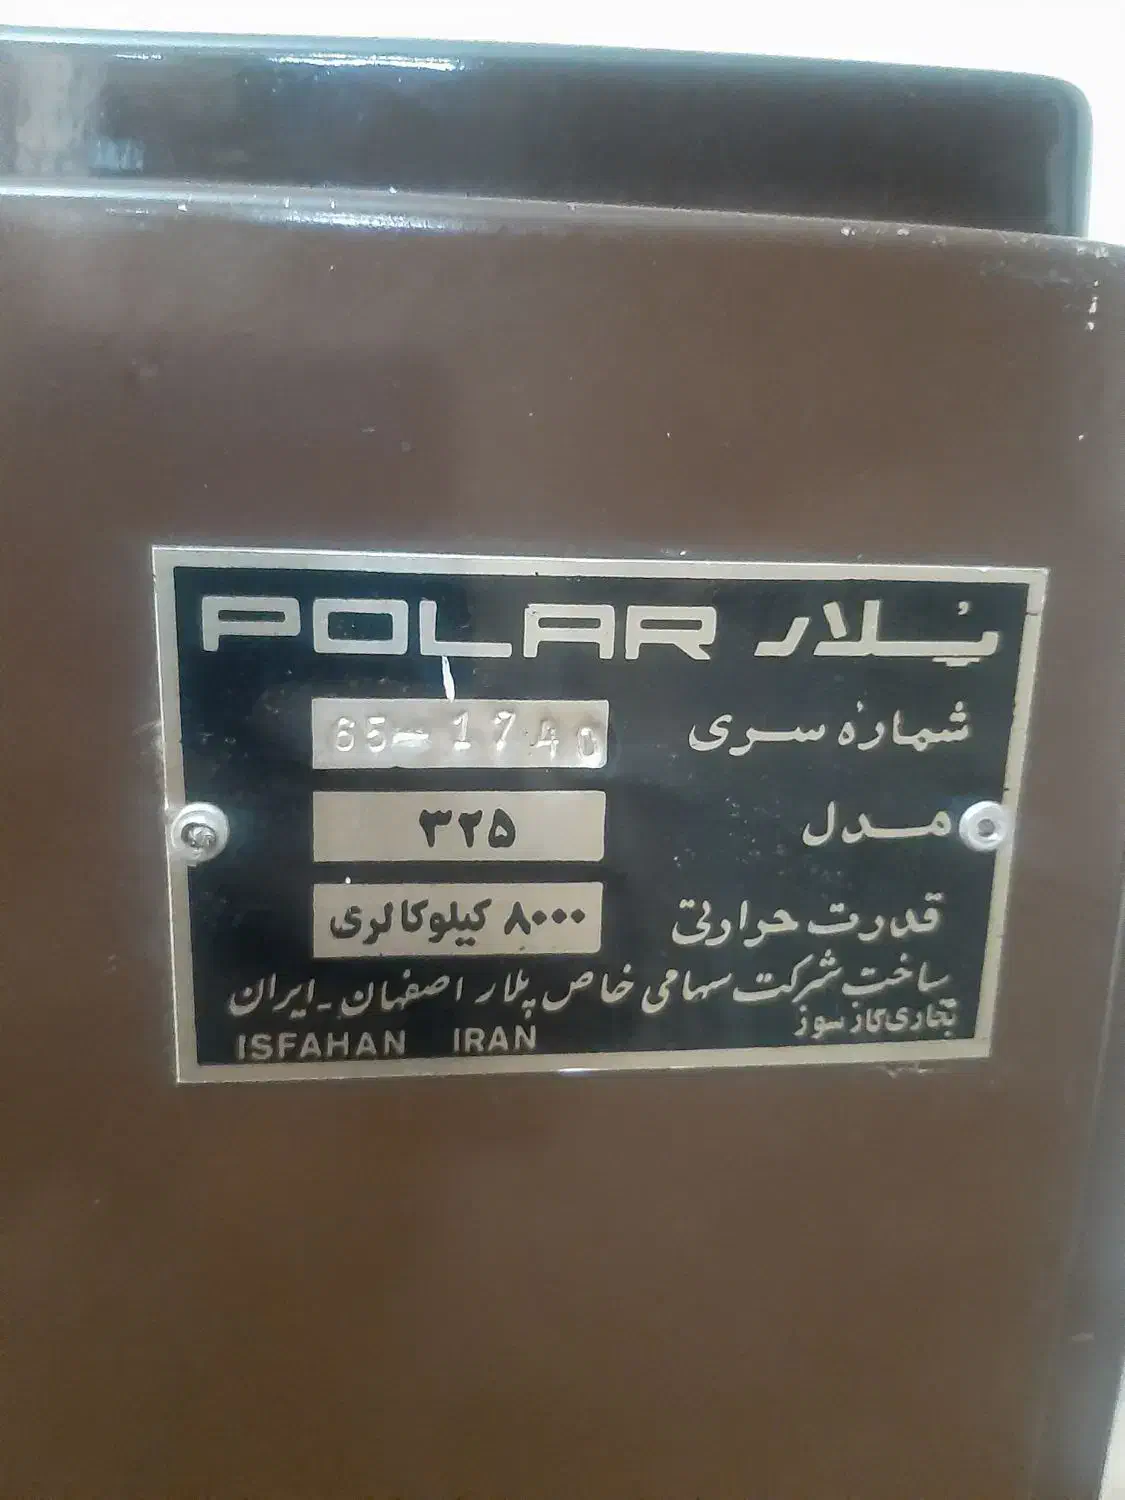 POLAR پلار
شماره سری 65-1740
مدل ۳۲۵
قدرت حرارتی ۸۰۰۰ کیلوکالری
ساخت شرکت سهامی خاص پلار اصفهان-ایران
بخاری گازسوز
ISFAHAN IRAN